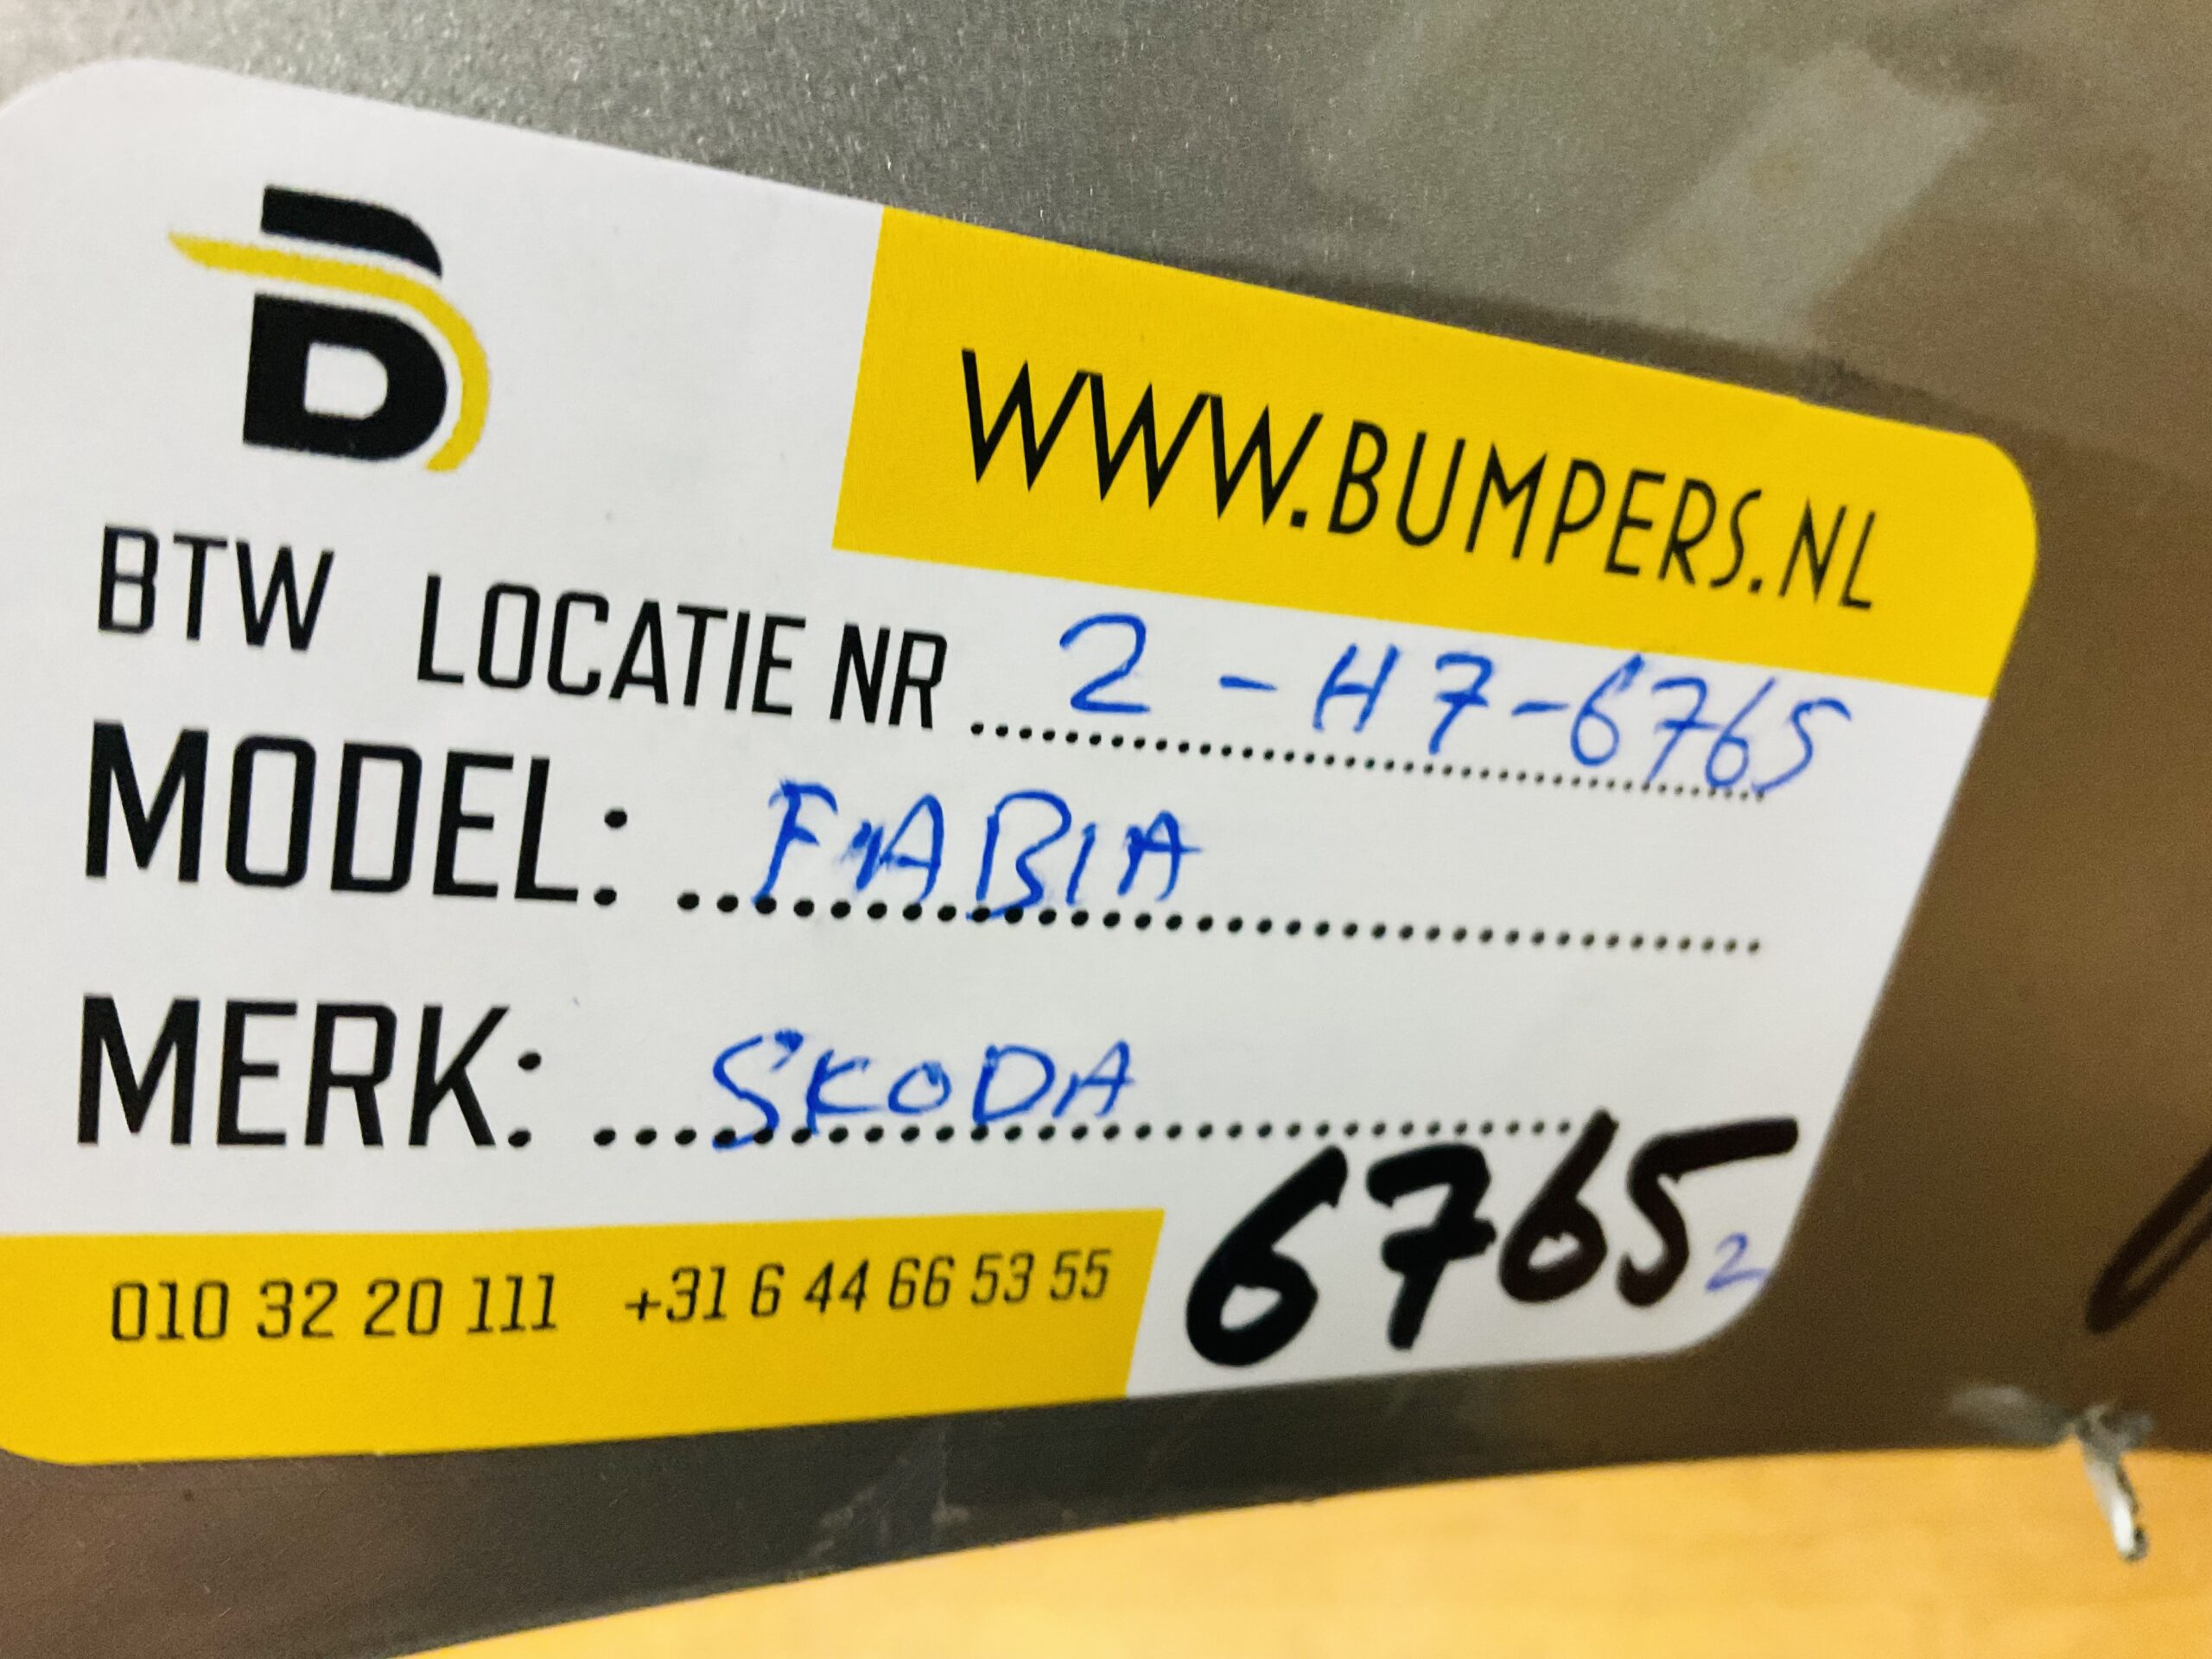 B
WWW.BUMPERS.NL
BTW LOCATIE NR 2-H7-6765
MODEL: FABIA
MERK: SKODA
6765 2
010 32 20 111 +31 6 44 66 53 55